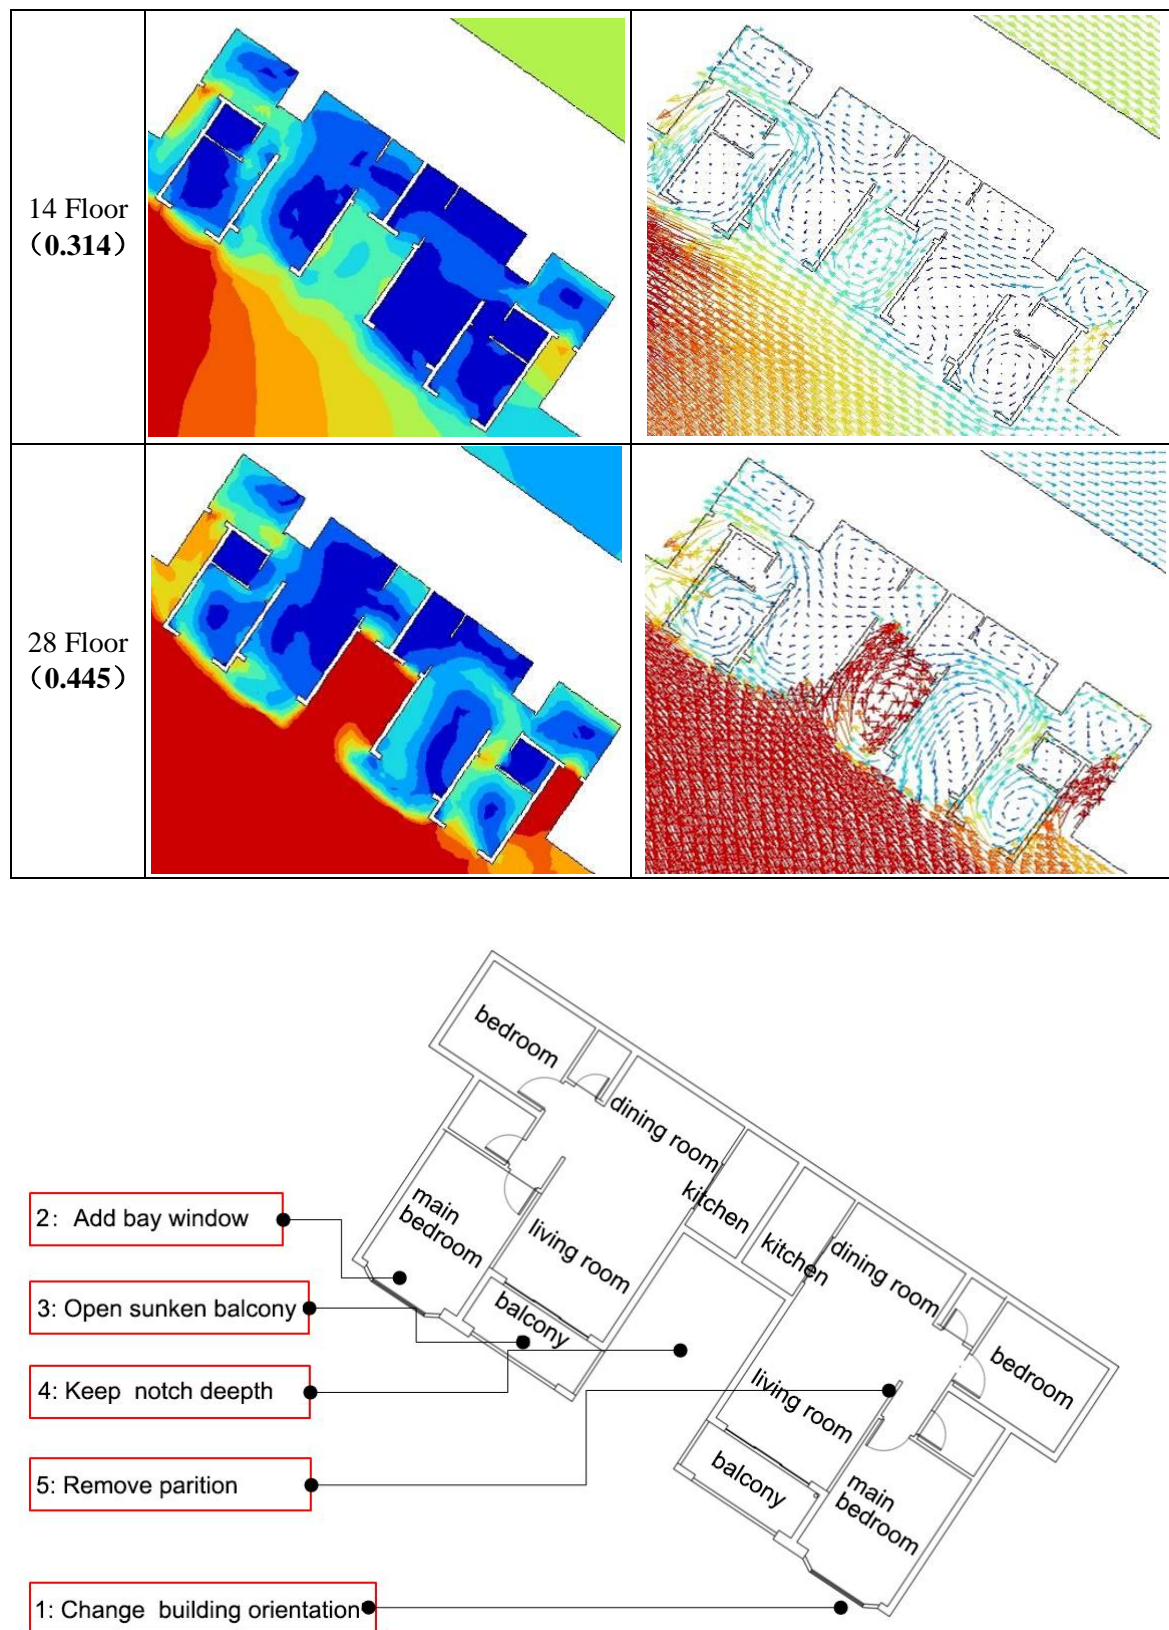 14 Floor
（0.314）
28 Floor
（0.445）
bedroom
dining room
kitchen
main
bedroom
living room
balcony
kitchen
dining room
bedroom
living room
balcony
main
bedroom
2: Add bay window
3: Open sunken balcony
4: Keep notch deepth
5: Remove parition
1: Change building orientation